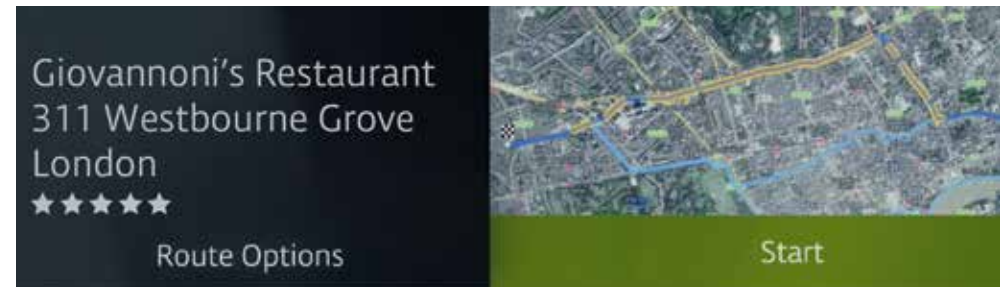 Giovannoni's Restaurant
311 Westbourne Grove
London
Route Options
Start